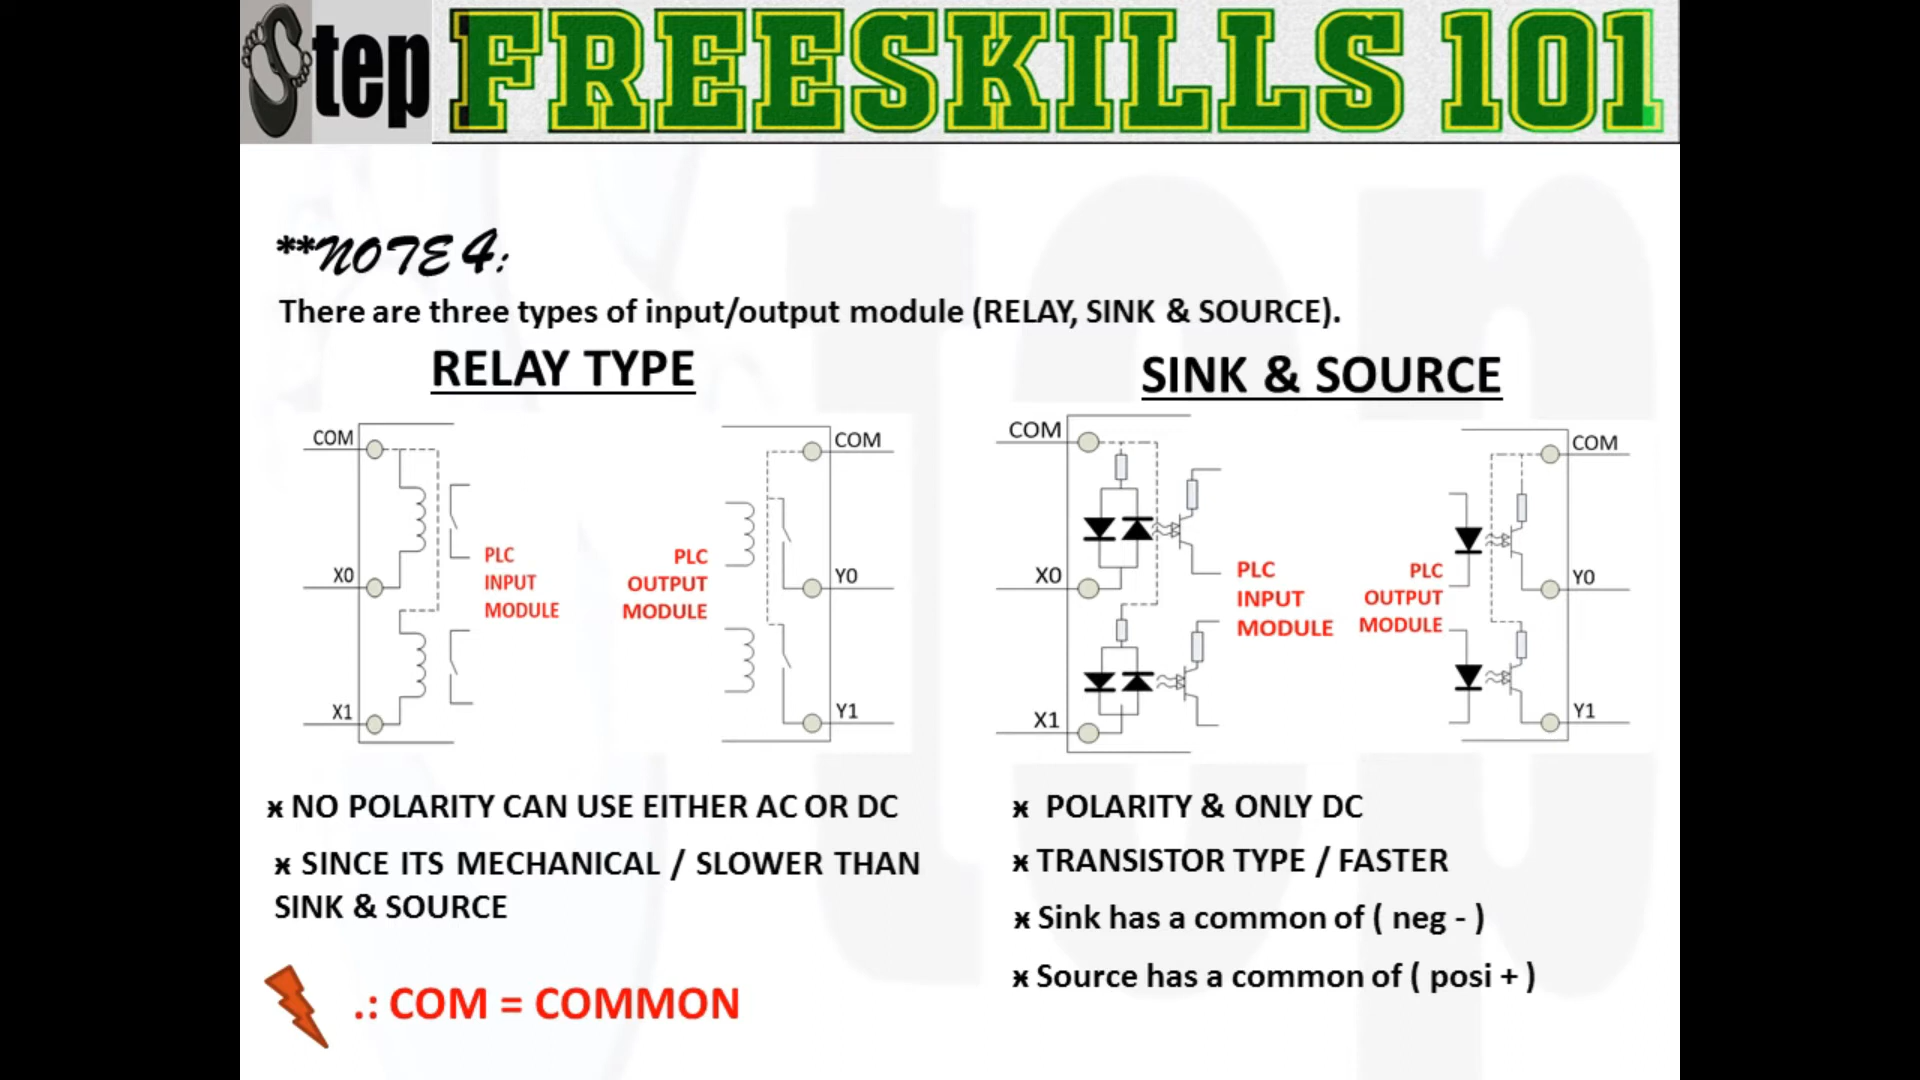 Step FREESKILLS 101
**NOTE 4:
There are three types of input/output module (RELAY, SINK & SOURCE).
RELAY TYPE
COM
X0
X1
PLC
INPUT
MODULE
PLC
OUTPUT
MODULE
COM
Y0
Y1
x NO POLARITY CAN USE EITHER AC OR DC
x SINCE ITS MECHANICAL / SLOWER THAN
SINK & SOURCE
.: COM = COMMON
SINK & SOURCE
COM
X0
X1
PLC
INPUT
MODULE
PLC
OUTPUT
MODULE
COM
Y0
Y1
x POLARITY & ONLY DC
x TRANSISTOR TYPE / FASTER
x Sink has a common of ( neg - )
x Source has a common of ( posi + )